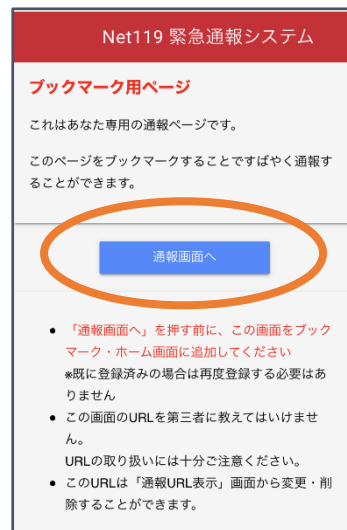 Net119 緊急通報システム
ブックマーク用ページ
これはあなた専用の通報ページです。
このページをブックマークすることですばやく通報す
ることができます。
通報画面へ
● 「通報画面へ」を押す前に、この画面をブック
マーク・ホーム画面に追加してください
※既に登録済みの場合は再度登録する必要はあ
りません
● この画面のURLを第三者に教えてはいけませ
ん。
URLの取り扱いには十分ご注意ください。
● このURLは「通報URL表示」画面から変更・削
除することができます。